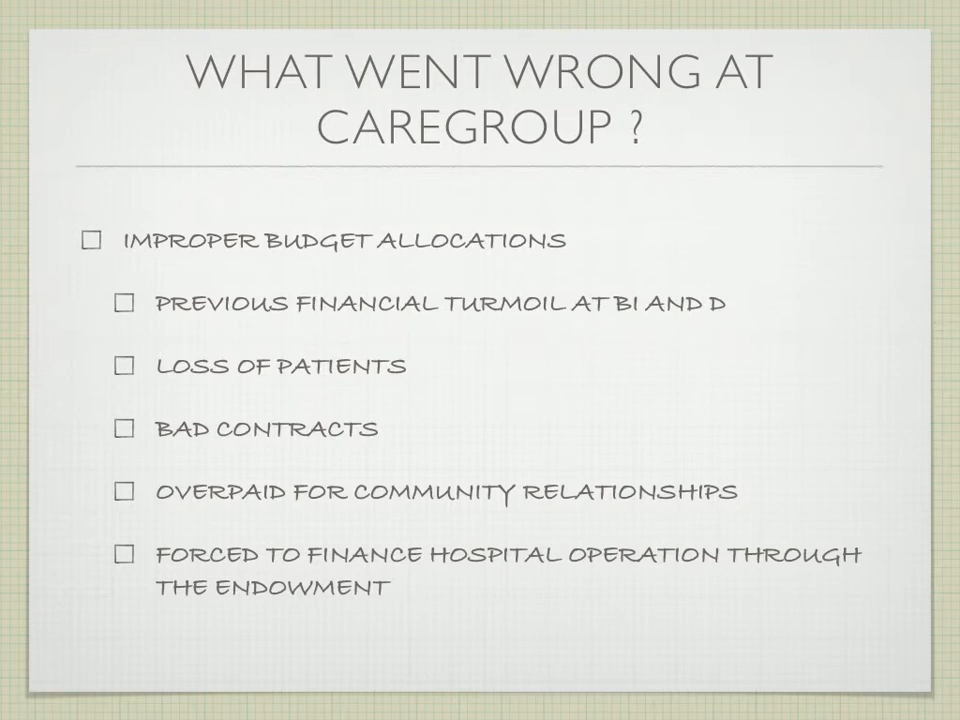 WHAT WENT WRONG AT
CAREGROUP ?
IMPROPER BUDGET ALLOCATIONS
PREVIOUS FINANCIAL TURMOIL AT BI AND D
LOSS OF PATIENTS
BAD CONTRACTS
OVERPAID FOR COMMUNITY RELATIONSHIPS
FORCED TO FINANCE HOSPITAL OPERATION THROUGH
THE ENDOWMENT